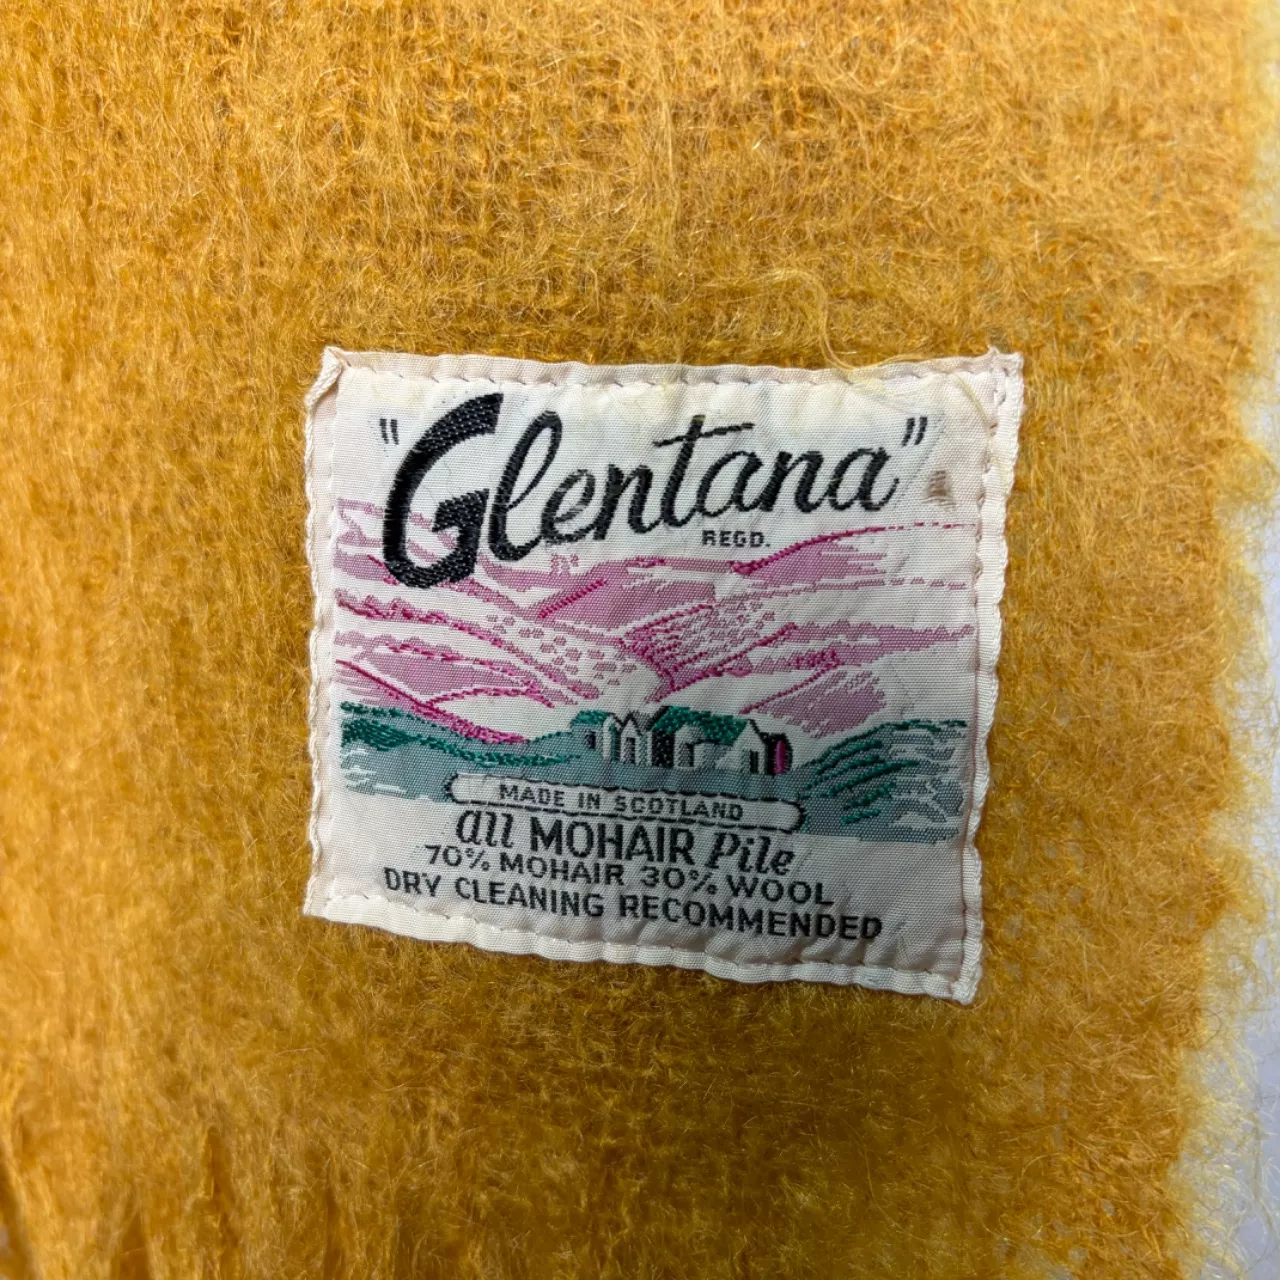 "Glentana"
REGD.
MADE IN SCOTLAND
all MOHAIR Pile
70% MOHAIR 30% WOOL
DRY CLEANING RECOMMENDED